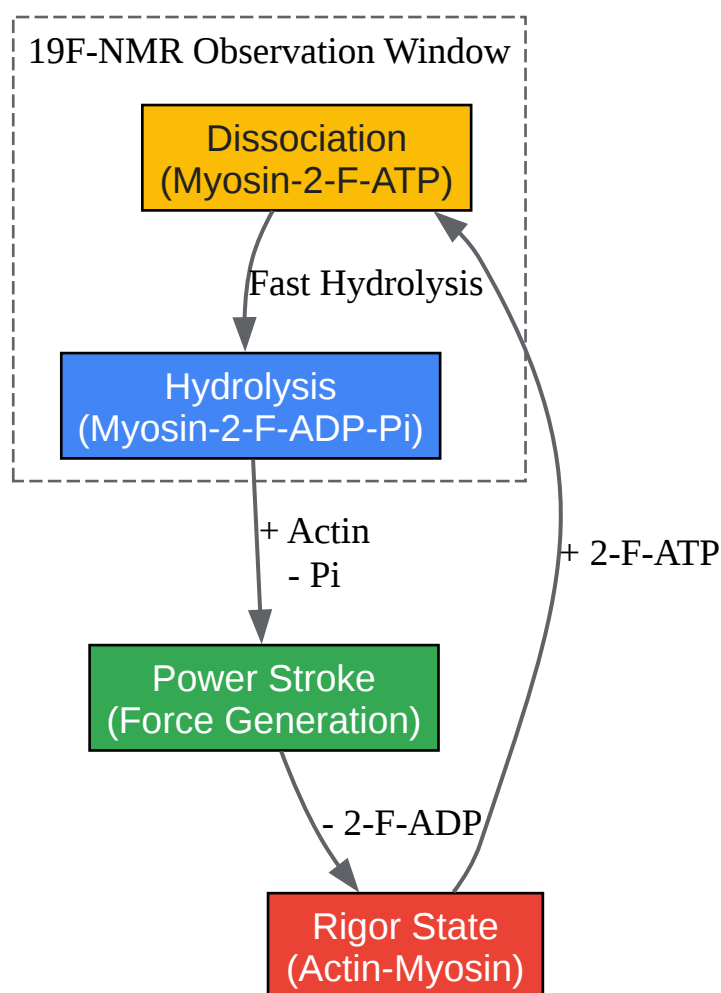 19F-NMR Observation Window
Dissociation
(Myosin-2-F-ATP)
Fast Hydrolysis
Hydrolysis
(Myosin-2-F-ADP-Pi)
+ Actin
- Pi
+ 2-F-ATP
Power Stroke
(Force Generation)
- 2-F-ADP
Rigor State
(Actin-Myosin)